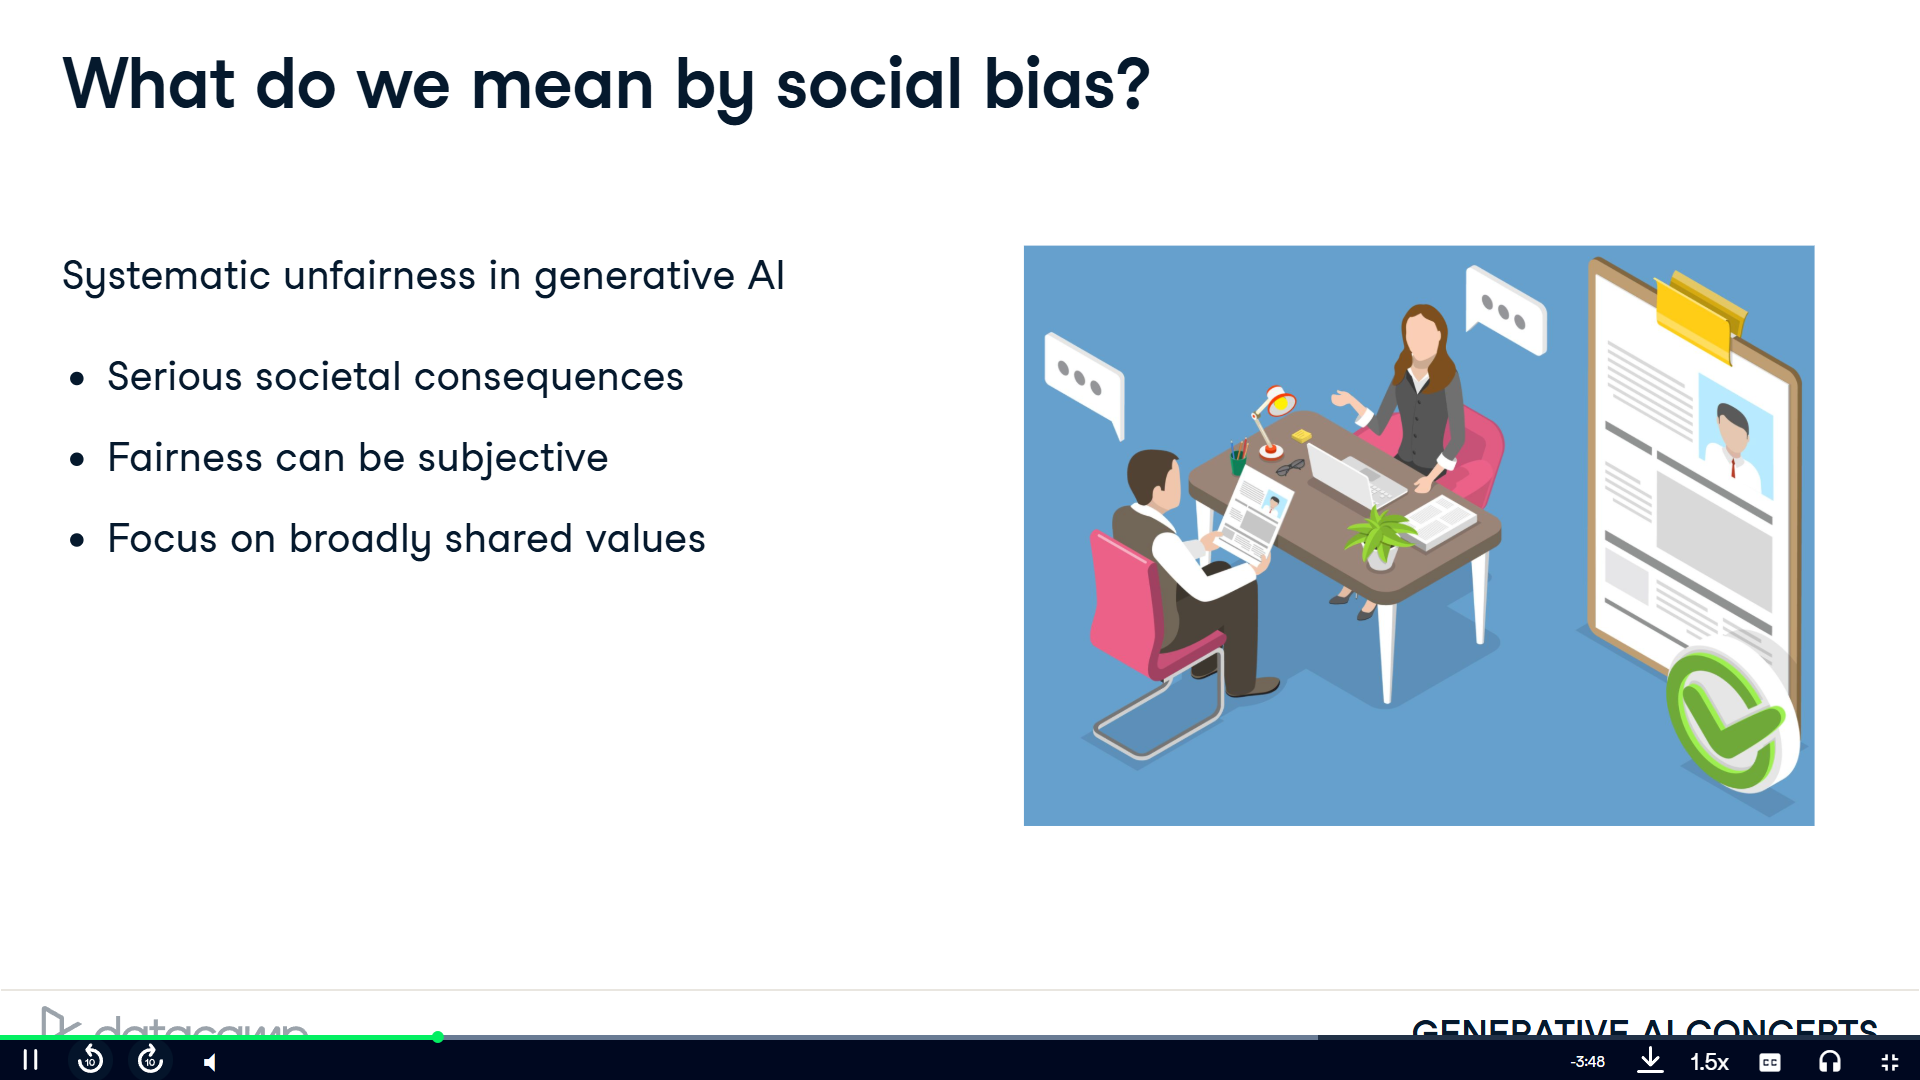 What do we mean by social bias?
Systematic unfairness in generative AI
• Serious societal consequences
• Fairness can be subjective
• Focus on broadly shared values
datacamp
GENERATIVE AI CONCEPTS
10
10
-3:48
1.5x
CC